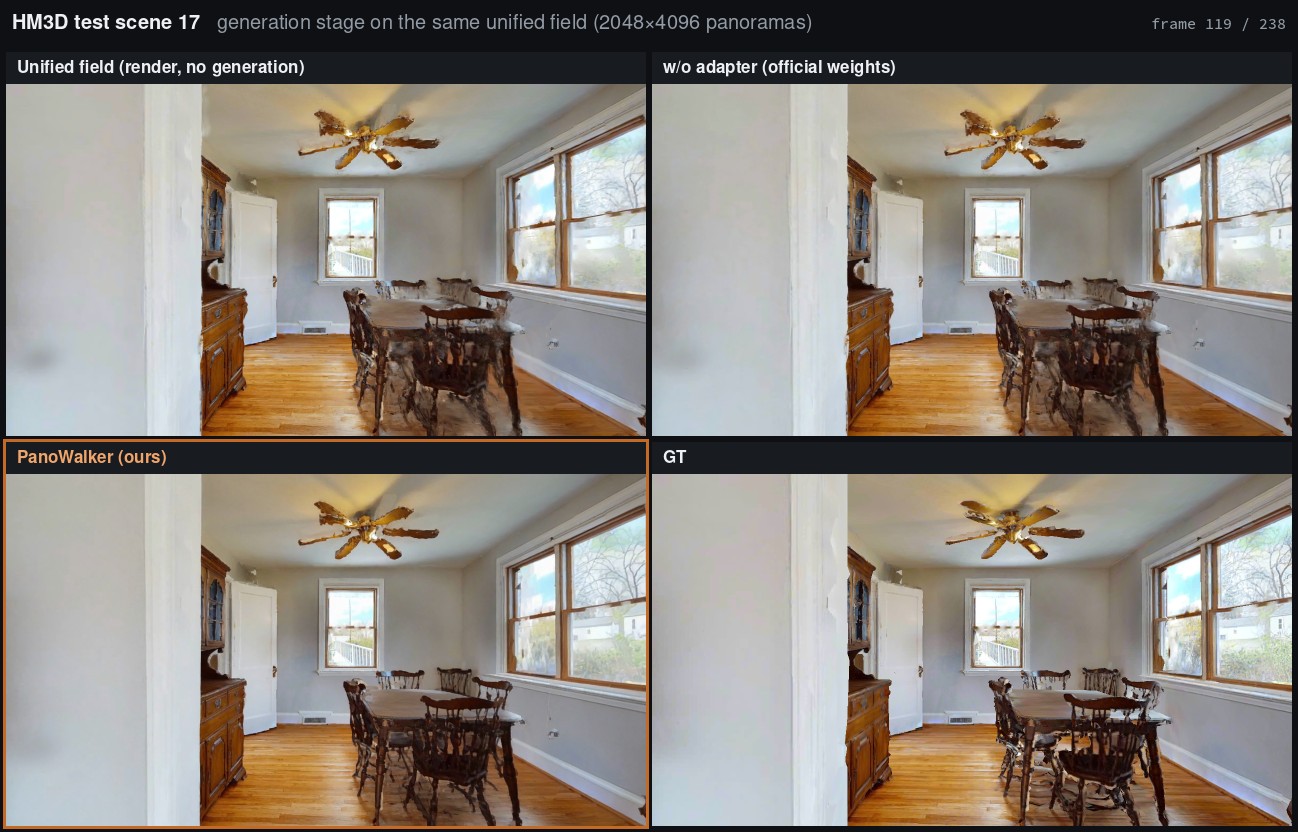 HM3D test scene 17 generation stage on the same unified field (2048×4096 panoramas) frame 119 / 238
Unified field (render, no generation)
w/o adapter (official weights)
PanoWalker (ours)
GT